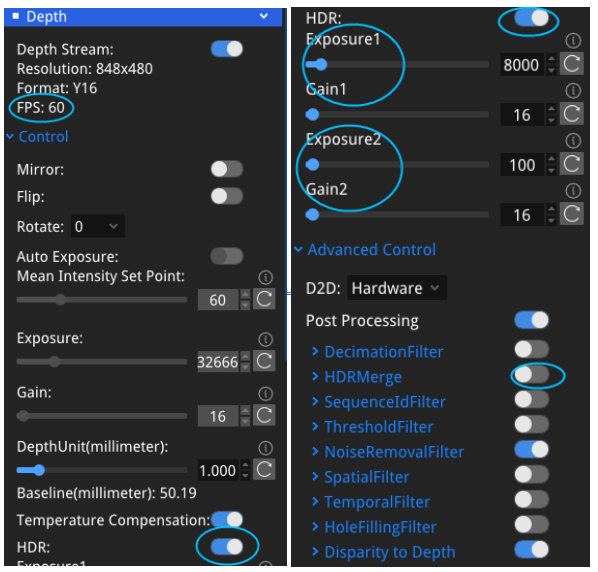 Depth
Depth Stream:
Resolution: 848x480
Format: Y16
FPS: 60
Control
Mirror:
Flip:
Rotate: 0
Auto Exposure:
Mean Intensity Set Point:
60
Exposure:
32666
Gain:
16
DepthUnit(millimeter):
1.000
Baseline(millimeter): 50.19
Temperature Compensation:
HDR:
Exposure1
HDR:
Exposure1
8000
Gain1
16
Exposure2
100
Gain2
16
Advanced Control
D2D: Hardware
Post Processing
DecimationFilter
HDRMerge
SequenceIdFilter
ThresholdFilter
NoiseRemovalFilter
SpatialFilter
TemporalFilter
HoleFillingFilter
Disparity to Depth